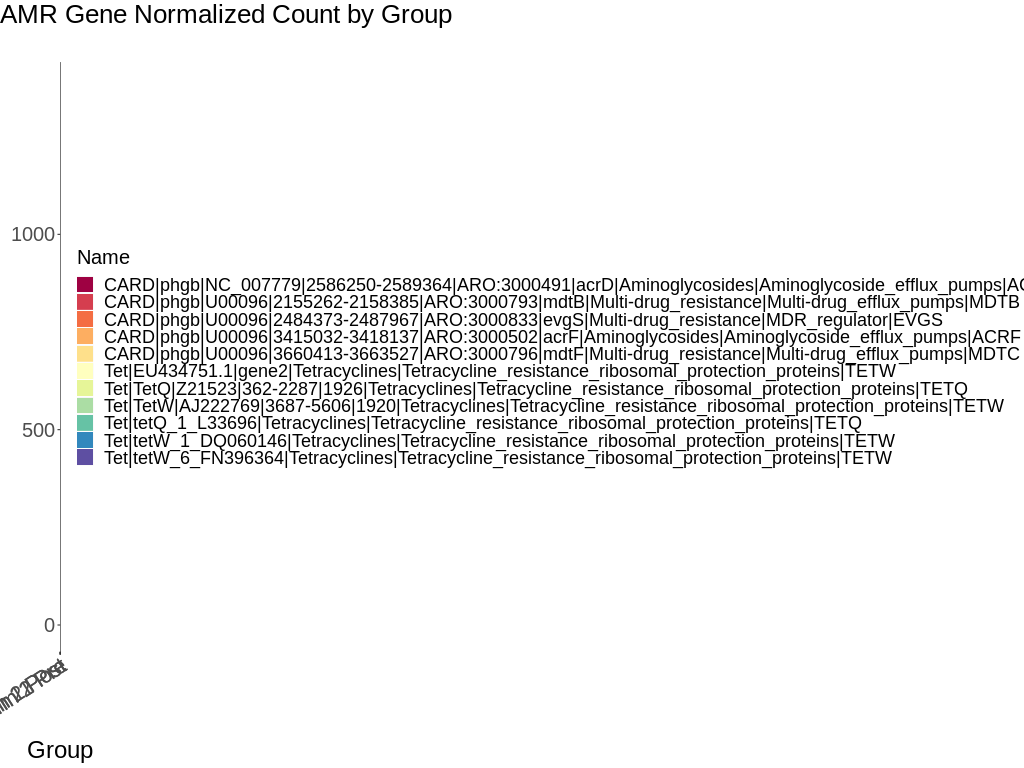 AMR Gene Normalized Count by Group
1000
Name
CARD|phgb|NC_007779|2586250-2589364|ARO:3000491|acrD|Aminoglycosides|Aminoglycoside_efflux_pumps|AC
CARD|phgb|U00096|2155262-2158385|ARO:3000793|mdtB|Multi-drug_resistance|Multi-drug_efflux_pumps|MDTB
CARD|phgb|U00096|2484373-2487967|ARO:3000833|evgS|Multi-drug_resistance|MDR_regulator|EVGS
CARD|phgb|U00096|3415032-3418137|ARO:3000502|acrF|Aminoglycosides|Aminoglycoside_efflux_pumps|ACRF
CARD|phgb|U00096|3660413-3663527|ARO:3000796|mdtF|Multi-drug_resistance|Multi-drug_efflux_pumps|MDTC
Tet|EU434751.1|gene2|Tetracyclines|Tetracycline_resistance_ribosomal_protection_proteins|TETW
Tet|TetQ|Z21523|362-2287|1926|Tetracyclines|Tetracycline_resistance_ribosomal_protection_proteins|TETQ
Tet|TetW|AJ222769|3687-5606|1920|Tetracyclines|Tetracycline_resistance_ribosomal_protection_proteins|TETW
Tet|tetQ_1_L33696|Tetracyclines|Tetracycline_resistance_ribosomal_protection_proteins|TETQ
500
Tet|tetW_1_DQ060146|Tetracyclines|Tetracycline_resistance_ribosomal_protection_proteins|TETW
Tet|tetW_6_FN396364|Tetracyclines|Tetracycline_resistance_ribosomal_protection_proteins|TETW
0
Group